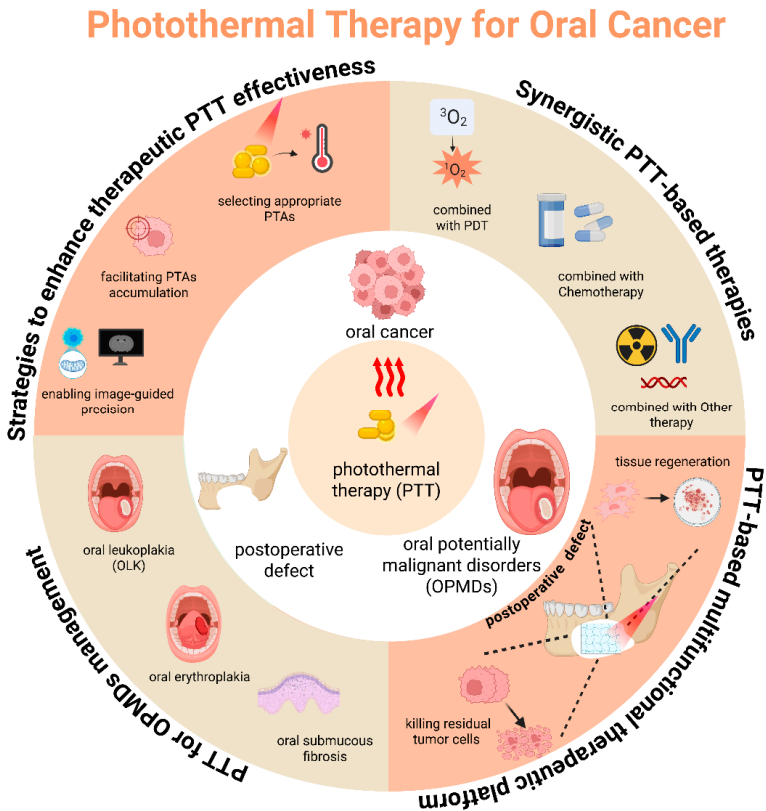 Photothermal Therapy for Oral Cancer
Strategies to enhance therapeutic PTT effectiveness
selecting appropriate
PTAs
facilitating PTAs
accumulation
enabling image-guided
prcision
Synergistic PTT-based therapies
³O₂
¹O₂
combined
with PDT
combined with
Chemotherapy
combined with Other
therapy
oral cancer
photothermal
therapy (PTT)
postoperative
defect
oral potentially
malignant disorders
(OPMDs)
PTT for OPMDs management
oral leukoplakia
(OLK)
oral erythroplakia
oral submucous
fibrosis
PTT-based multifunctional therapeutic platform
tissue regeneration
postoperative defect
killing residual
tumor cells